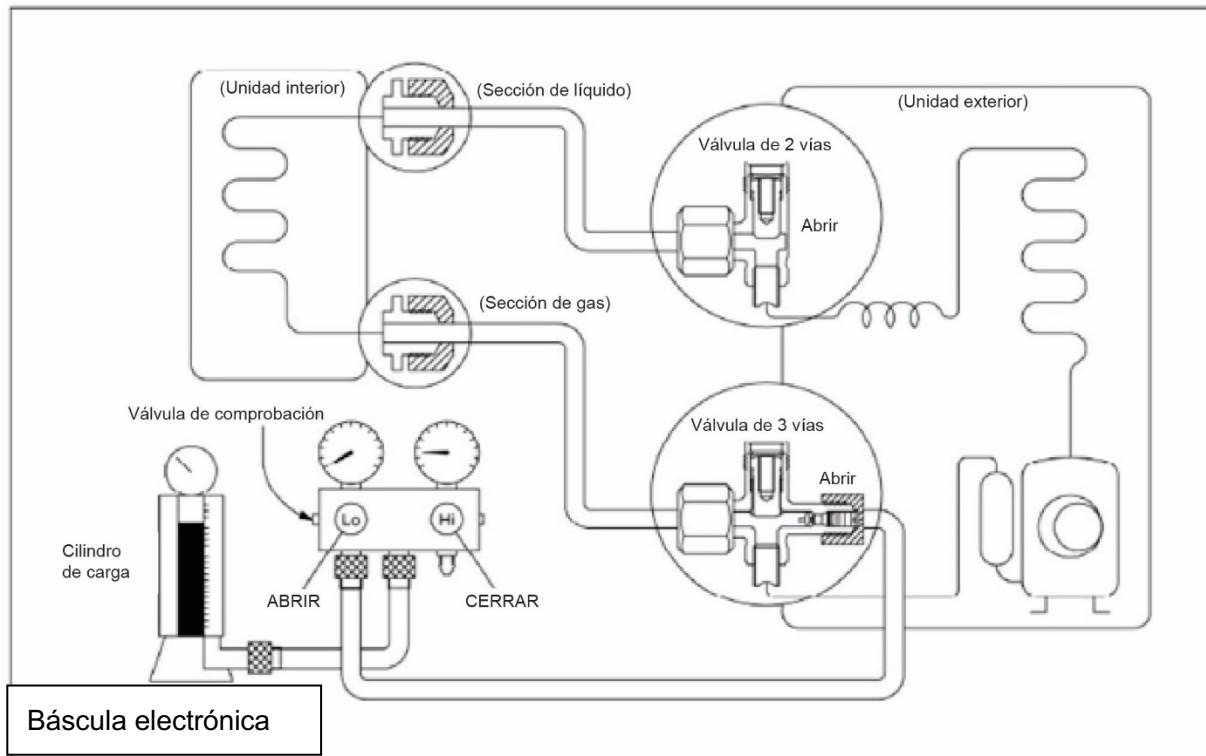 (Unidad interior)
(Sección de líquido)
(Unidad exterior)
Válvula de 2 vías
Abrir
(Sección de gas)
Válvula de comprobación
Válvula de 3 vías
Abrir
Lo
Hi
Cilindro
de carga
ABRIR
CERRAR
Báscula electrónica